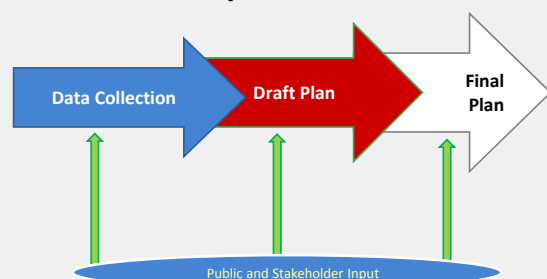 Data Collection
Draft Plan
Final
Plan
Public and Stakeholder Input